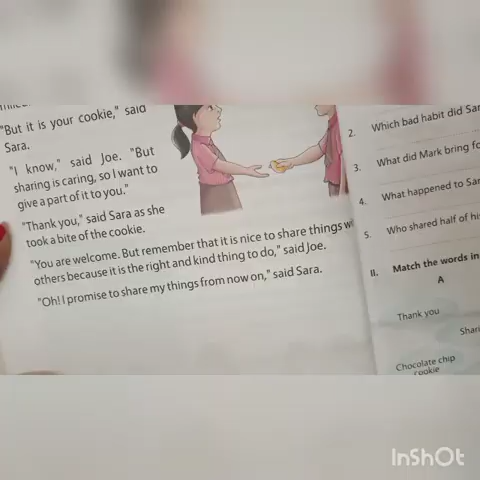 "But it is your cookie," said
Sara.
"I know," said Joe. "But
sharing is caring, so I want to
give a part of it to you."
"Thank you," said Sara as she
took a bite of the cookie.
"You are welcome. But remember that it is nice to share things
others because it is the right and kind thing to do," said Joe.
"Oh! I promise to share my things from now on," said Sara.
2. Which bad habit did
3. What did Mark bring
4. What happened to
5. Who shared half of
II. Match the words in
A
Thank you
Chocolate chip
cookie
InShOt